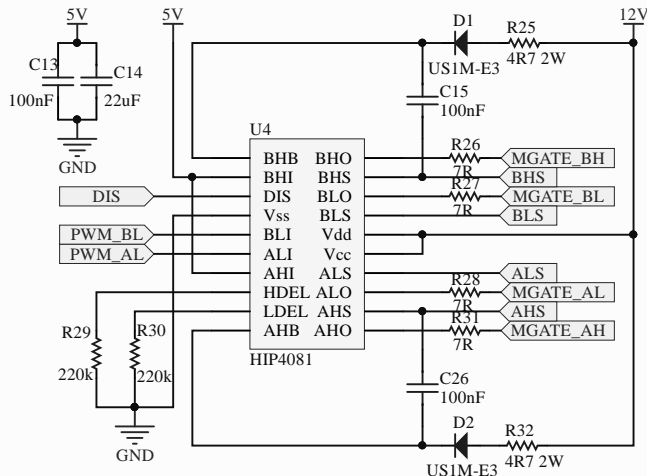 5V
5V
12V
D1
R25
US1M-E3
4R7 2W
C13
C14
100nF
22uF
C15
100nF
GND
U4
BHB
BHO
R26
MGATE_BH
BHI
BHS
7R
BHS
DIS
DIS
BLO
R27
MGATE_BL
Vss
BLS
7R
BLS
PWM_BL
BLI
Vdd
PWM_AL
ALI
Vcc
AHI
ALS
ALS
HDEL
ALO
R28
MGATE_AL
LDEL
AHS
7R
AHS
R29
R30
AHB
AHO
R31
MGATE_AH
7R
HIP4081
220k
220k
C26
100nF
GND
D2
R32
US1M-E3
4R7 2W